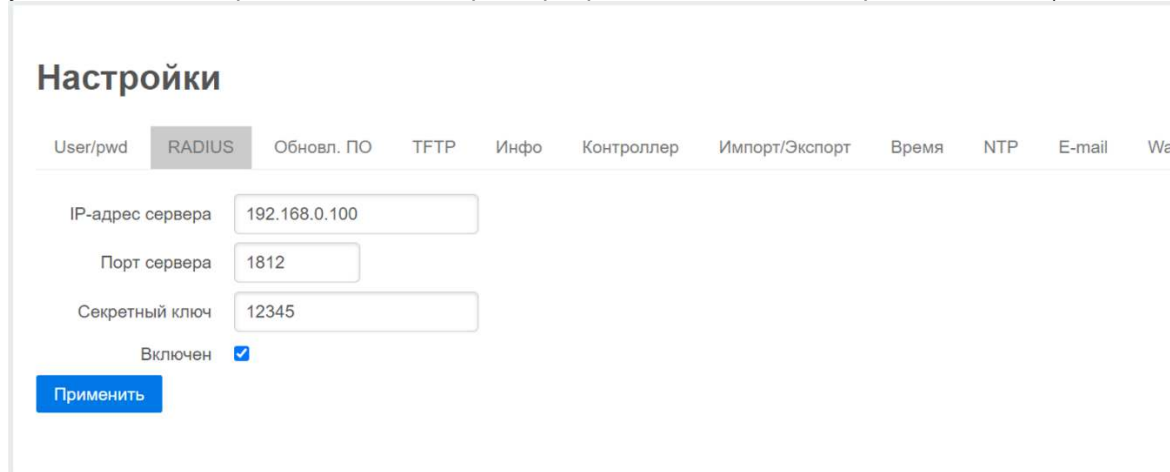 Настройки
User/pwd RADIUS Обновл. ПО TFTP Инфо Контроллер Импорт/Экспорт Время NTP E-mail Wa
IP-адрес сервера 192.168.0.100
Порт сервера 1812
Секретный ключ 12345
Включен
Применить